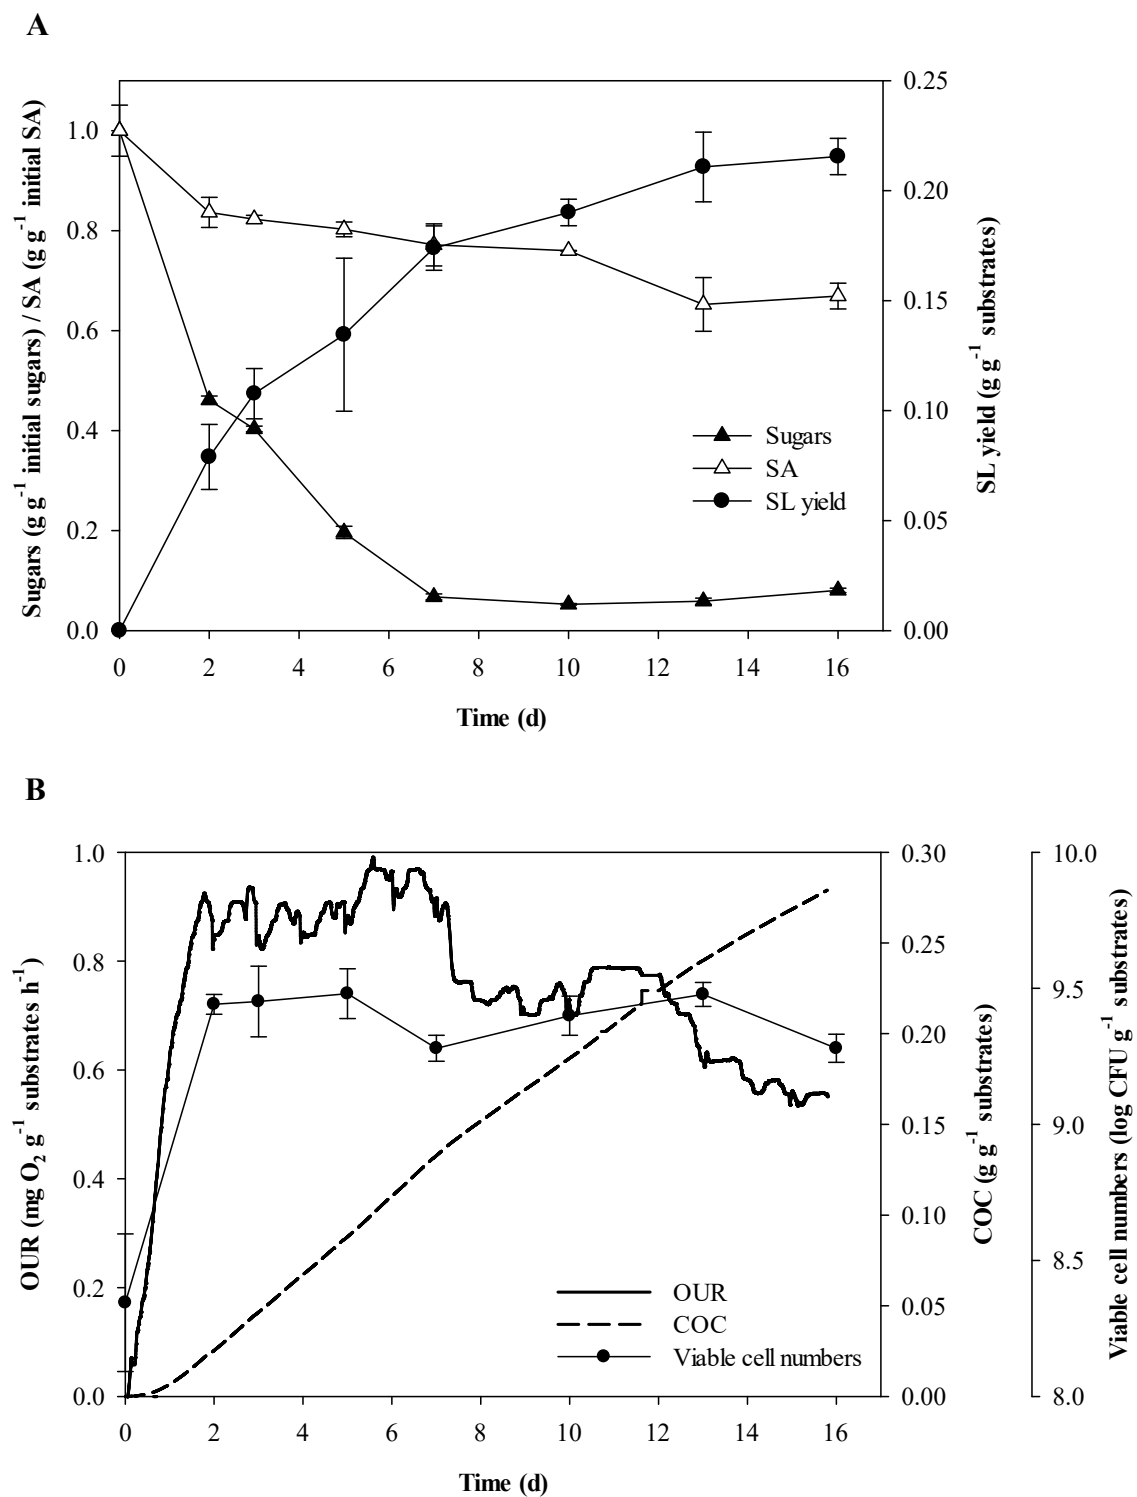 A
Sugars (g g⁻¹ initial sugars) / SA (g g⁻¹ initial SA)
1.0
0.8
0.6
0.4
0.2
0.0
0.25
0.20
0.15
0.10
0.05
0.00
SL yield (g g⁻¹ substrates)
Sugars
SA
SL yield
0 2 4 6 8 10 12 14 16
Time (d)
B
OUR (mg O₂ g⁻¹ substrates h⁻¹)
1.0
0.8
0.6
0.4
0.2
0.0
0.30
0.25
0.20
0.15
0.10
0.05
0.00
COC (g g⁻¹ substrates)
10.0
9.5
9.0
8.5
8.0
Viable cell numbers (log CFU g⁻¹ substrates)
OUR
COC
Viable cell numbers
0 2 4 6 8 10 12 14 16
Time (d)